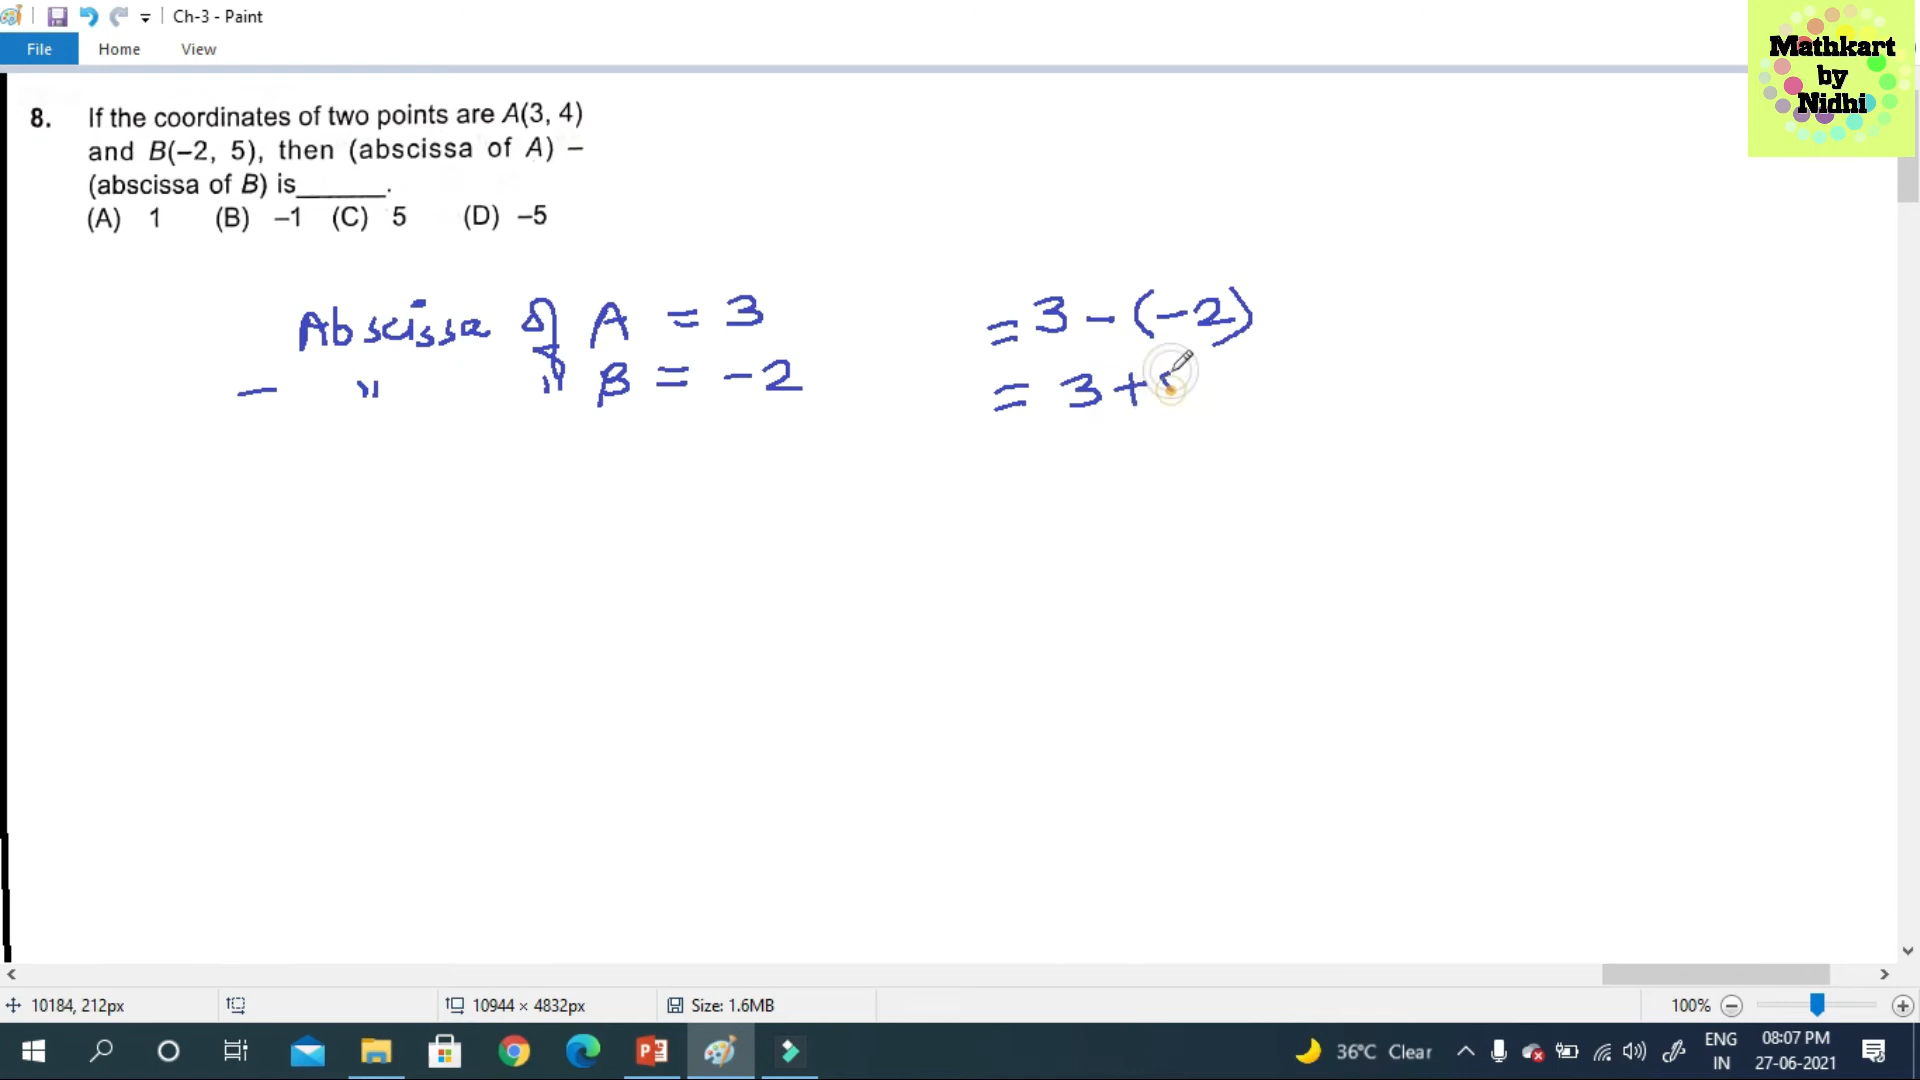 Ch-3 - Paint
File Home View
Mathkart
by
Nidhi
8. If the coordinates of two points are A(3, 4)
and B(–2, 5), then (abscissa of A) –
(abscissa of B) is______.
(A) 1 (B) –1 (C) 5 (D) –5
Abscissa of A = 3
– " " B = -2
= 3 - (-2)
= 3 +
10184, 212px
10944 × 4832px
Size: 1.6MB
100%
36°C Clear
ENG
IN
08:07 PM
27-06-2021